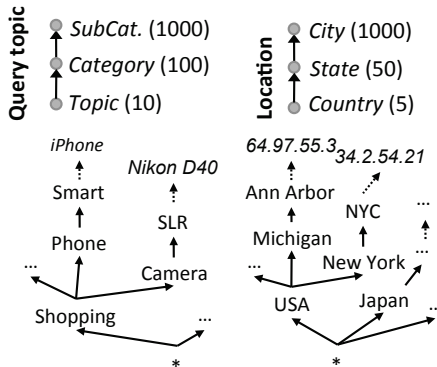 Query topic
SubCat. (1000)
Category (100)
Topic (10)
iPhone
Nikon D40
Smart
SLR
Phone
...
Camera
Shopping
...
*
Location
City (1000)
State (50)
Country (5)
64.97.55.3
34.2.54.21
Ann Arbor
NYC
...
Michigan
...
...
New York
USA
Japan
..
*